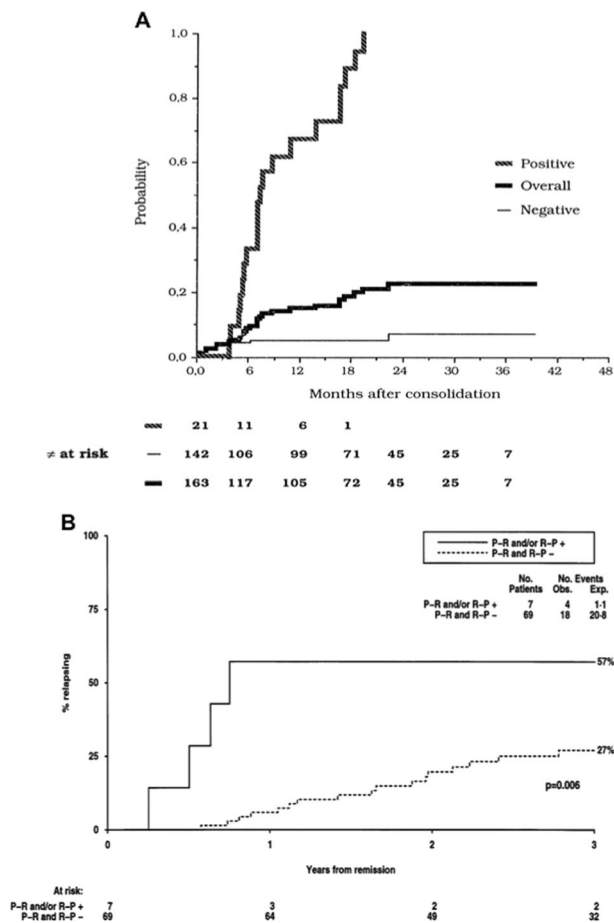 A
1,0
0,8
0,6
0,4
0,2
0,0
Probability
Positive
Overall
Negative
0,0 6 12 18 24 30 36 42 48
Months after consolidation
21 11 6 1
≠ at risk 142 106 99 71 45 25 7
163 117 105 72 45 25 7
B
100
75
50
25
0
% relapsing
P–R and/or R–P +
P–R and R–P –
No. No. Events
Patients Obs. Exp.
P–R and/or R–P + 7 4 1·1
P–R and R–P – 69 18 20·8
57%
27%
p=0.006
0 1 2 3
Years from remission
At risk:
P–R and/or R–P + 7 3 2 2
P–R and R–P – 69 64 49 32